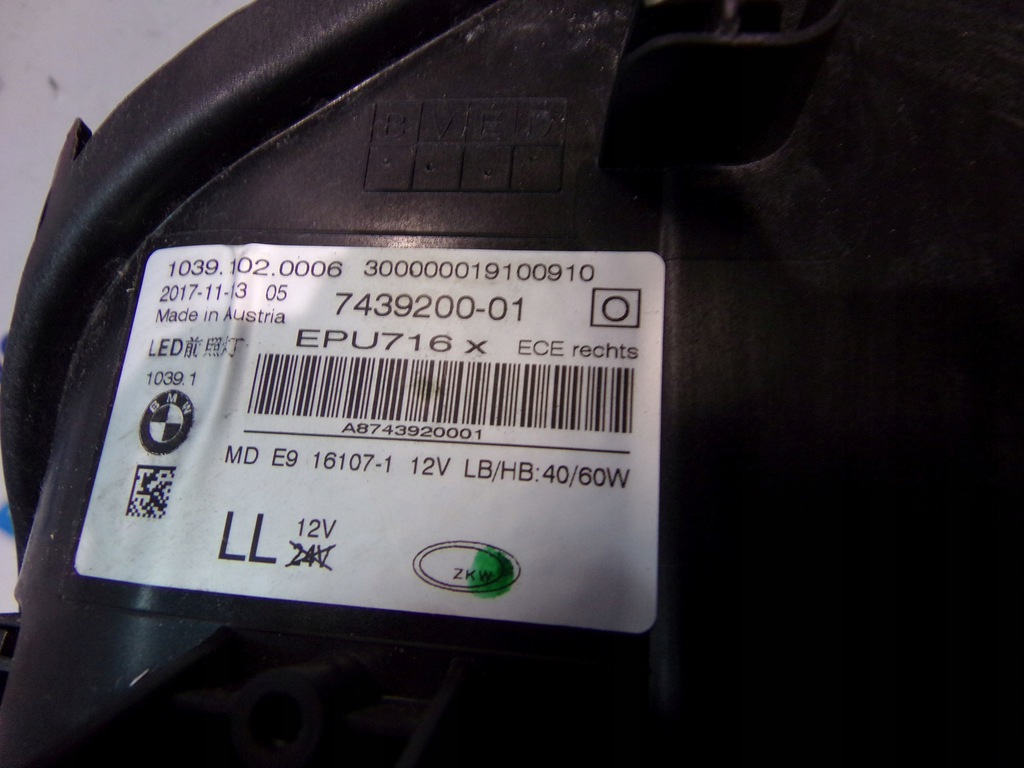 B V E D
1039.102.0006 300000019100910
2017-11-13 05 7439200-01 O
Made in Austria
LED前照灯 EPU716 x ECE rechts
1039.1
BMW
A8743920001
MD E9 16107-1 12V LB/HB:40/60W
LL 12V
24V
ZKW